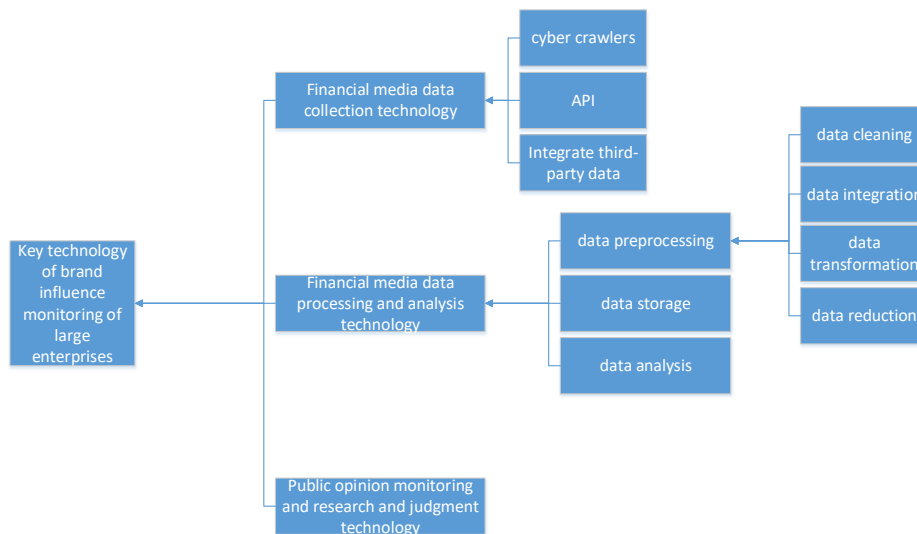 cyber crawlers
Financial media data
collection technology
API
Integrate third-
party data
data cleaning
data integration
data
transformation
data reduction
data preprocessing
Key technology
of brand
influence
monitoring of
large
enterprises
Financial media data
processing and analysis
technology
data storage
data analysis
Public opinion monitoring
and research and judgment
technology